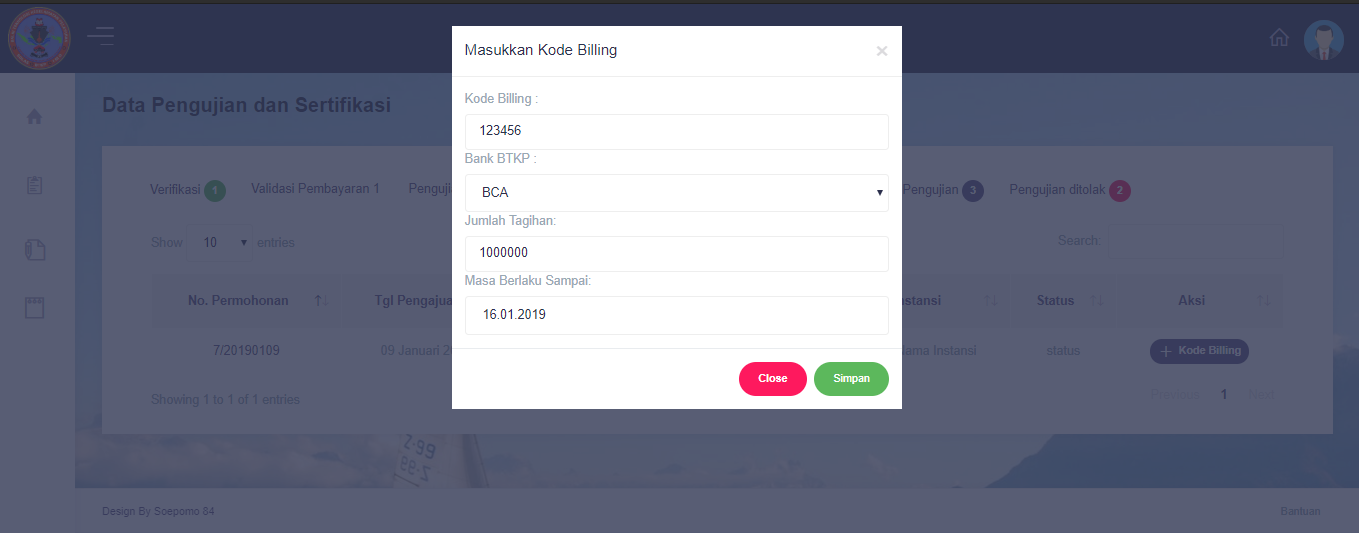 Masukkan Kode Billing
×
Data Pengujian dan Sertifikasi
Kode Billing :
123456
Bank BTKP :
BCA
Jumlah Tagihan:
1000000
Masa Berlaku Sampai:
16.01.2019
Close Simpan
Verifikasi 1 Validasi Pembayaran 1 Pengujian 3 Pengujian ditolak 2
Show 10 entries Search:
No. Permohonan Tgl Status Aksi
7/20190109 09 Januari Instansi status + Kode Billing
Showing 1 to 1 of 1 entries Previous 1 Next
Design By Soepomo 84 Bantuan